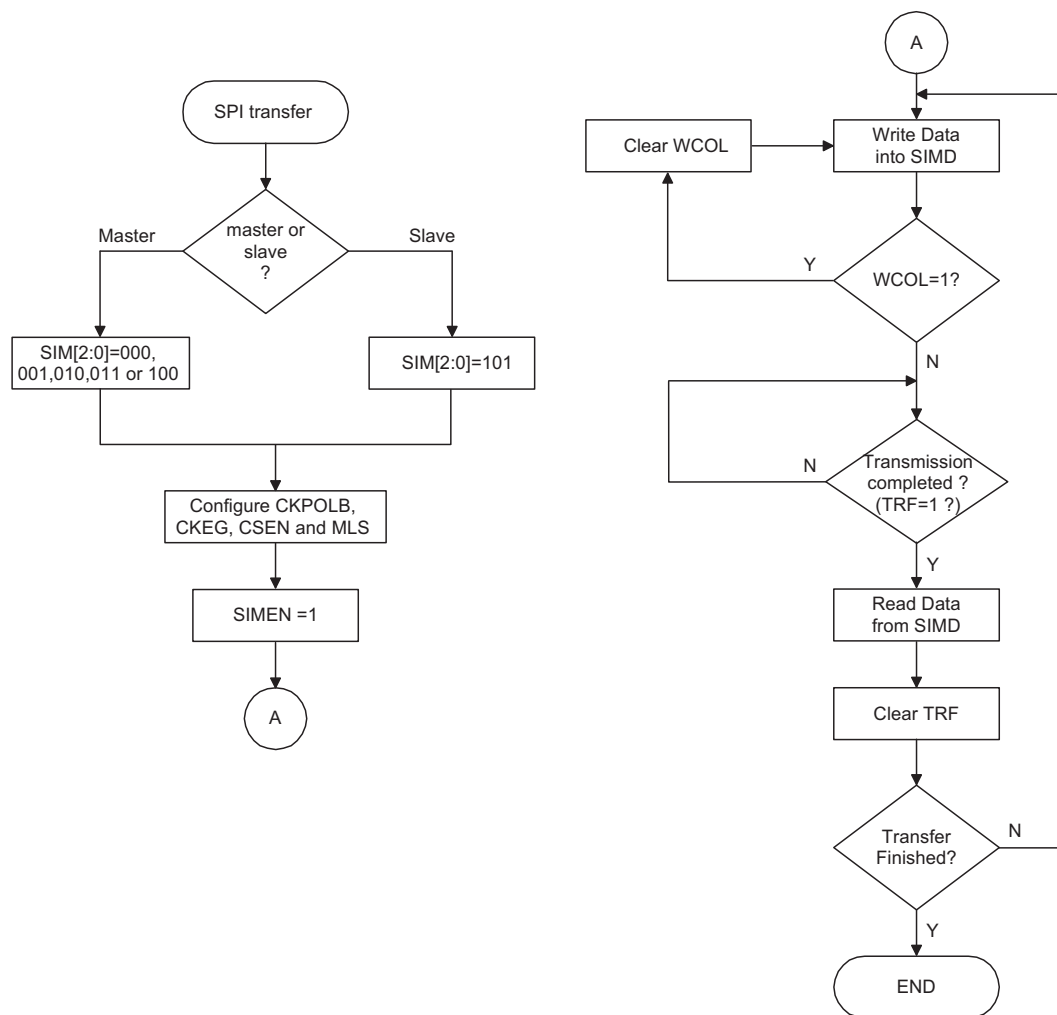 SPI transfer
master or
slave
?
Master
Slave
SIM[2:0]=000,
001,010,011 or 100
SIM[2:0]=101
Configure CKPOLB,
CKEG, CSEN and MLS
SIMEN =1
A
A
Clear WCOL
Write Data
into SIMD
Y
WCOL=1?
N
N
Transmission
completed ?
(TRF=1 ?)
Y
Read Data
from SIMD
Clear TRF
Transfer
Finished?
N
Y
END